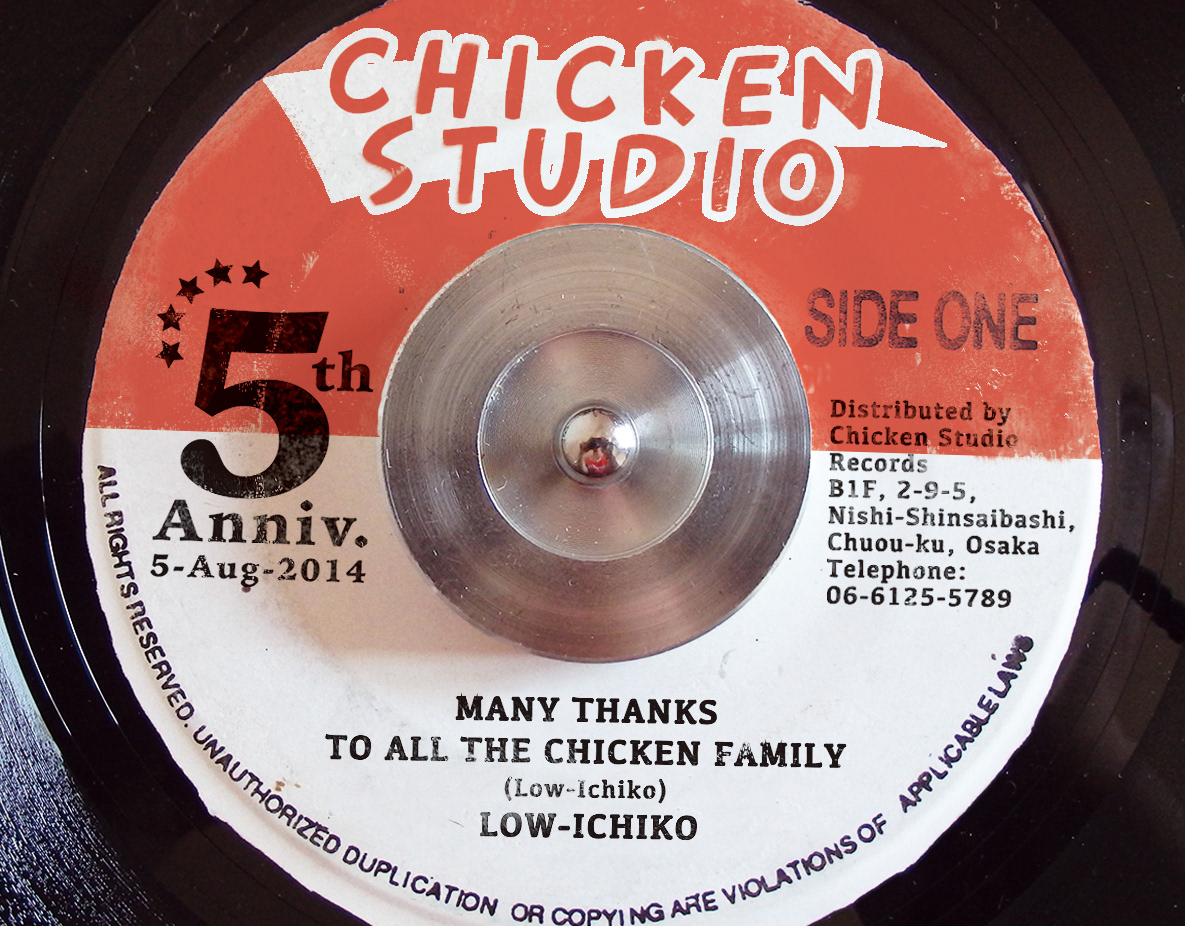 CHICKEN
STUDIO
5th
Anniv.
5-Aug-2014
SIDE ONE
Distributed by
Chicken Studio
Records
B1F, 2-9-5,
Nishi-Shinsaibashi,
Chuou-ku, Osaka
Telephone:
06-6125-5789
MANY THANKS
TO ALL THE CHICKEN FAMILY
(Low-Ichiko)
LOW-ICHIKO
ALL RIGHTS RESERVED. UNAUTHORIZED DUPLICATION OR COPYING ARE VIOLATIONS OF APPLICABLE LAWS